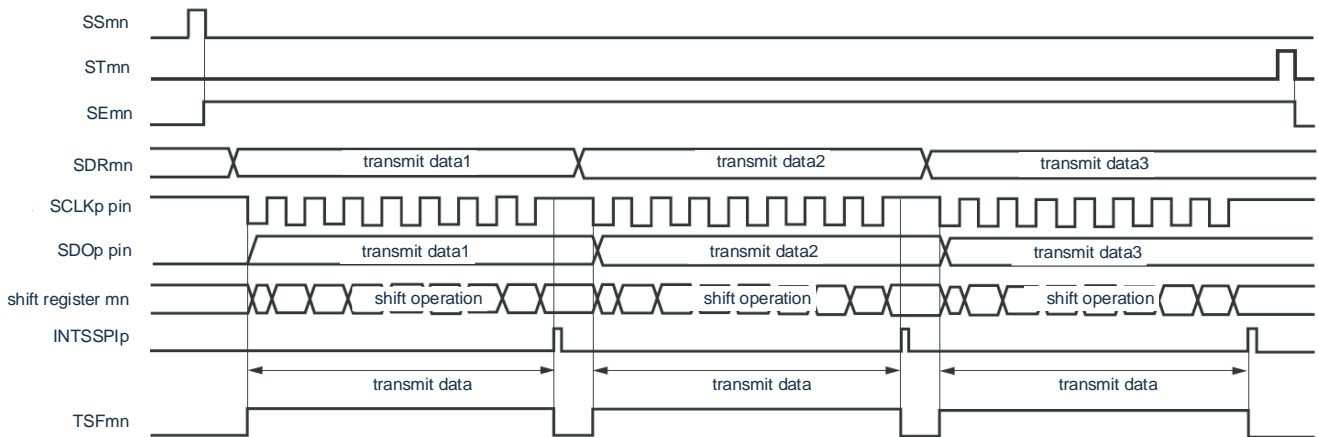 SSmn
STmn
SEmn
SDRmn transmit data1 transmit data2 transmit data3
SCLKp pin
SDOp pin transmit data1 transmit data2 transmit data3
shift register mn shift operation shift operation shift operation
INTSSPIp
transmit data transmit data transmit data
TSFmn